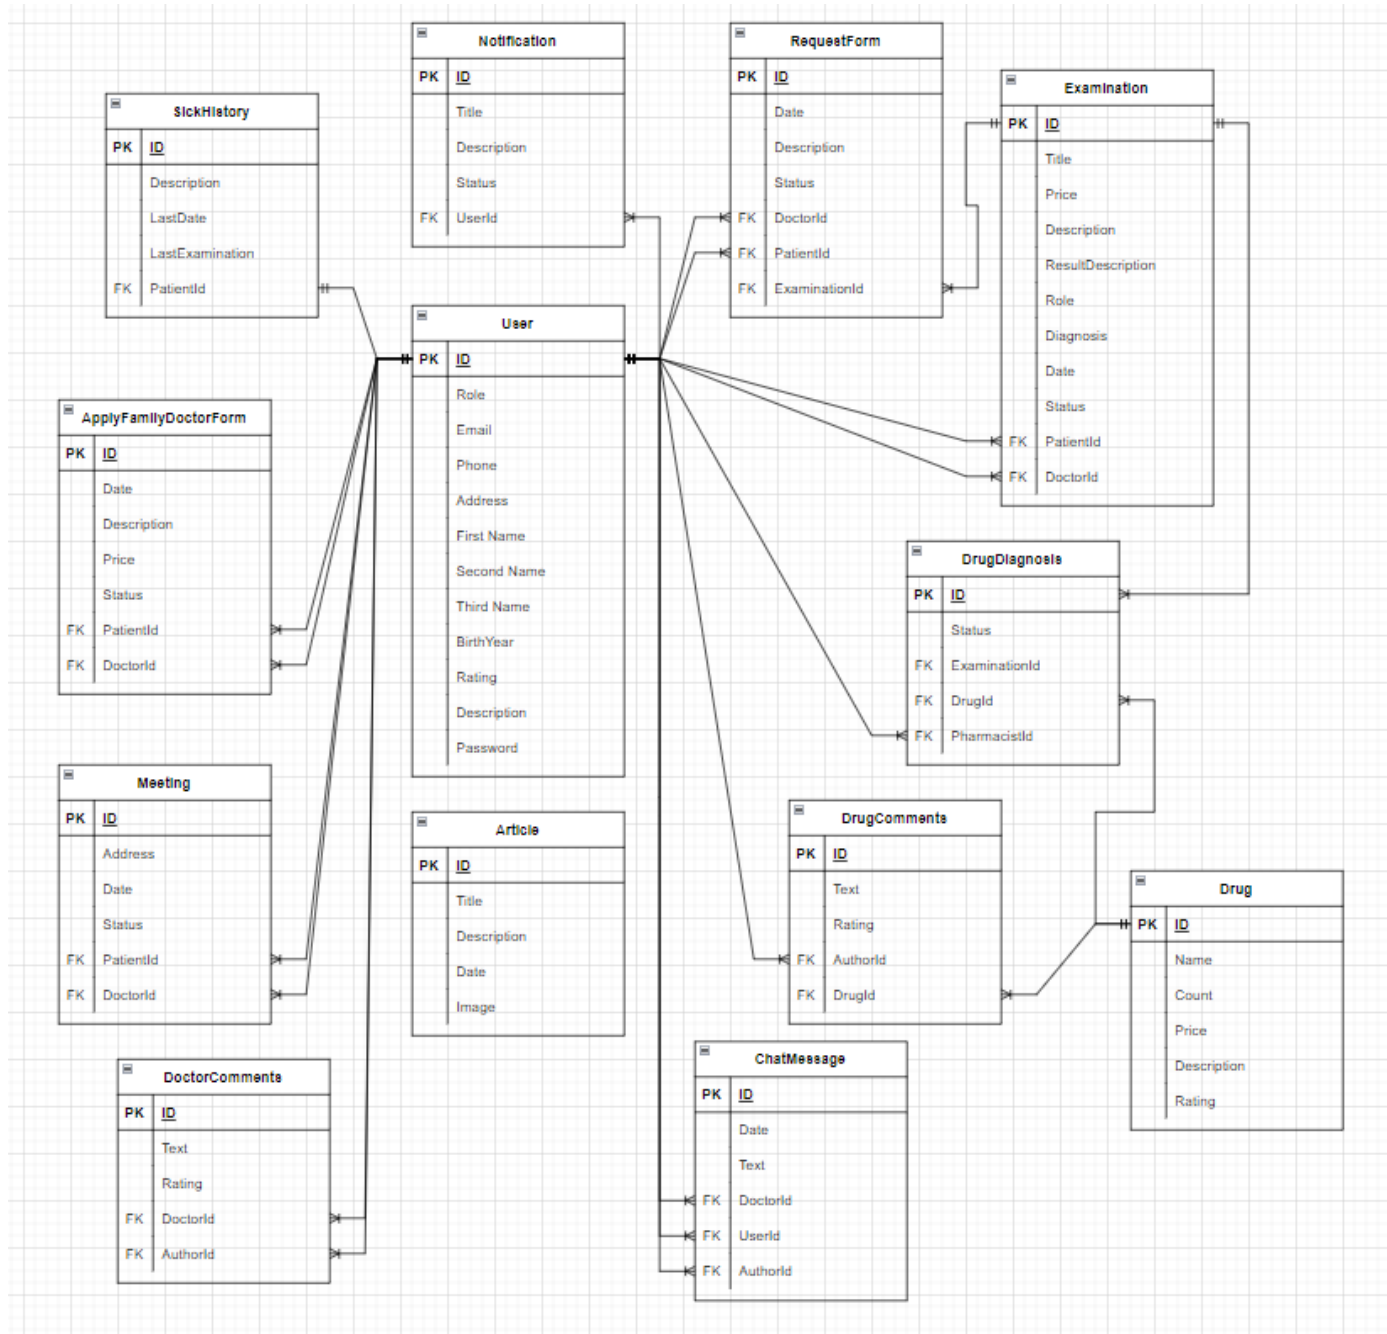 Notification
PK ID
Title
Description
Status
FK UserId
RequestForm
PK ID
Date
Description
Status
FK DoctorId
FK PatientId
FK ExaminationId
Examination
PK ID
Title
Price
Description
ResultDescription
Role
Diagnosis
Date
Status
FK PatientId
FK DoctorId
SickHistory
PK ID
Description
LastDate
LastExamination
FK PatientId
User
PK ID
Role
Email
Phone
Address
First Name
Second Name
Third Name
BirthYear
Rating
Description
Password
ApplyFamilyDoctorForm
PK ID
Date
Description
Price
Status
FK PatientId
FK DoctorId
DrugDiagnosis
PK ID
Status
FK ExaminationId
FK DrugId
FK PharmacistId
Meeting
PK ID
Address
Date
Status
FK PatientId
FK DoctorId
Article
PK ID
Title
Description
Date
Image
DrugComments
PK ID
Text
Rating
FK AuthorId
FK DrugId
Drug
PK ID
Name
Count
Price
Description
Rating
DoctorComments
PK ID
Text
Rating
FK DoctorId
FK AuthorId
ChatMessage
PK ID
Date
Text
FK DoctorId
FK UserId
FK AuthorId